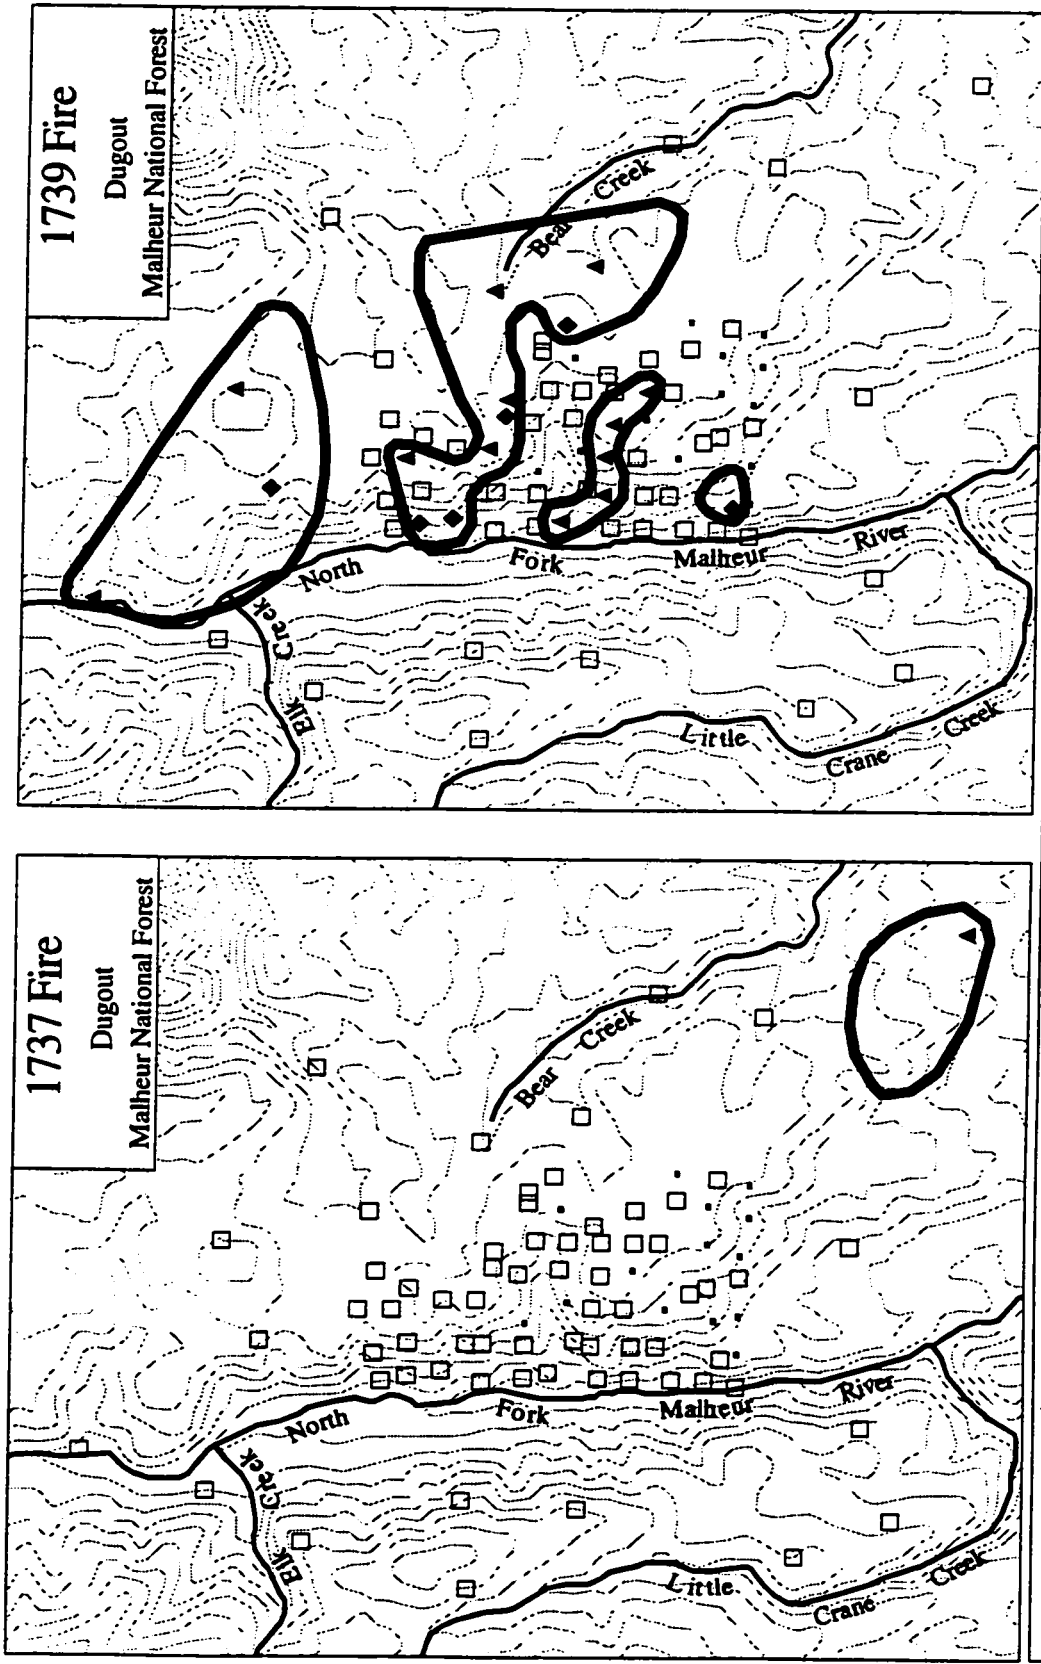 1739 Fire
Dugout
Malheur National Forest
Bear
Creek
North
Fork
Malheur
River
Elk
Creek
Little
Crane
Creek
1737 Fire
Dugout
Malheur National Forest
Bear
Creek
North
Fork
Malheur
River
Elk
Creek
Little
Crane
Creek